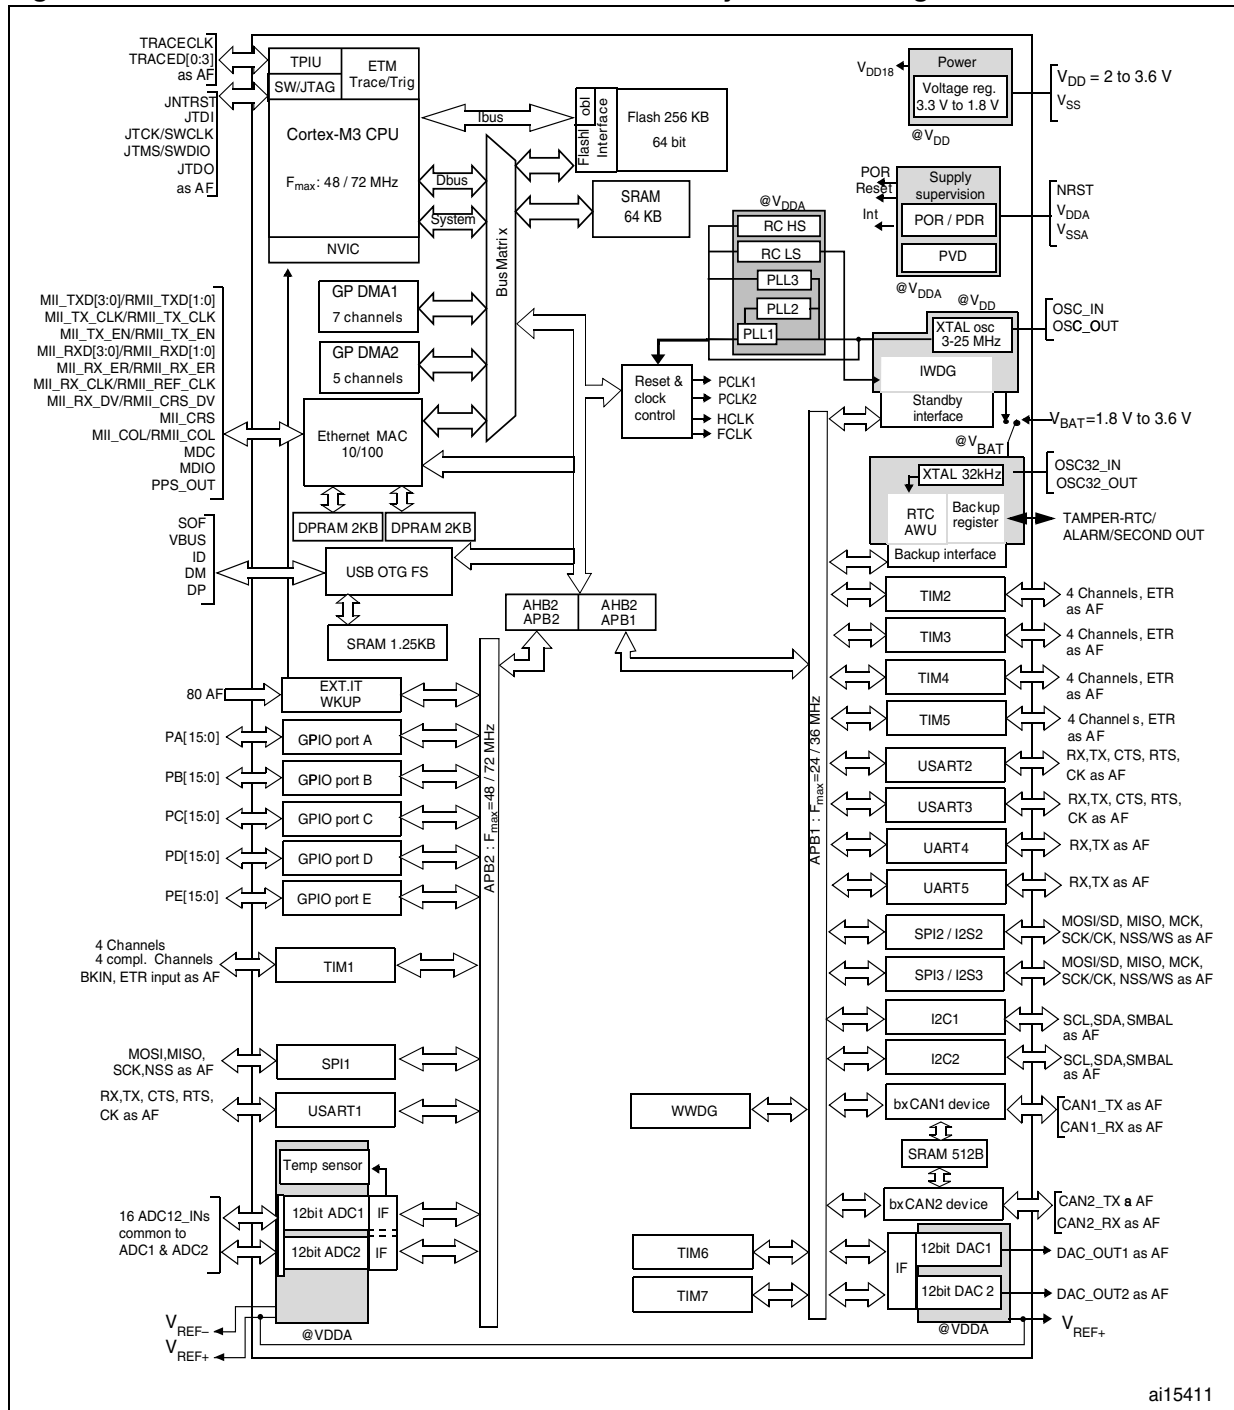 TRACECLK
TRACED[0:3]
as AF
TPIU
ETM
Trace/Trig
SW/JTAG
JNTRST
JTDI
JTCK/SWCLK
JTMS/SWDIO
JTDO
as AF
Cortex-M3 CPU
Fmax: 48 / 72 MHz
NVIC
Ibus
Dbus
System
BusMatrix
Flashl obl
Interface
Flash 256 KB
64 bit
SRAM
64 KB
VDD18
Power
Voltage reg.
3.3 V to 1.8 V
@VDD
VDD = 2 to 3.6 V
VSS
POR
Reset
Int
Supply
supervision
POR / PDR
PVD
@VDDA
NRST
VDDA
VSSA
@VDDA
RC HS
RC LS
PLL3
PLL2
PLL1
@VDD
XTAL osc
3-25 MHz
IWDG
Standby
interface
OSC_IN
OSC_OUT
VBAT=1.8 V to 3.6 V
@VBAT
GP DMA1
7 channels
GP DMA2
5 channels
Reset &
clock
control
PCLK1
PCLK2
HCLK
FCLK
MII_TXD[3:0]/RMII_TXD[1:0]
MII_TX_CLK/RMII_TX_CLK
MII_TX_EN/RMII_TX_EN
MII_RXD[3:0]/RMII_RXD[1:0]
MII_RX_ER/RMII_RX_ER
MII_RX_CLK/RMII_REF_CLK
MII_RX_DV/RMII_CRS_DV
MII_CRS
MII_COL/RMII_COL
MDC
MDIO
PPS_OUT
Ethernet MAC
10/100
DPRAM 2KB
DPRAM 2KB
SOF
VBUS
ID
DM
DP
USB OTG FS
SRAM 1.25KB
XTAL 32kHz
RTC
AWU
Backup
register
Backup interface
OSC32_IN
OSC32_OUT
TAMPER-RTC/
ALARM/SECOND OUT
AHB2
APB2
AHB2
APB1
80 AF
EXT.IT
WKUP
PA[15:0]
GPIO port A
PB[15:0]
GPIO port B
PC[15:0]
GPIO port C
PD[15:0]
GPIO port D
PE[15:0]
GPIO port E
4 Channels
4 compl. Channels
BKIN, ETR input as AF
TIM1
MOSI,MISO,
SCK,NSS as AF
SPI1
RX,TX, CTS, RTS,
CK as AF
USART1
Temp sensor
16 ADC12_INs
common to
ADC1 & ADC2
12bit ADC1
IF
12bit ADC2
IF
VREF–
VREF+
@VDDA
APB2 : Fmax=48 / 72 MHz
APB1 : Fmax=24 / 36 MHz
WWDG
TIM6
TIM7
TIM2
4 Channels, ETR
as AF
TIM3
4 Channels, ETR
as AF
TIM4
4 Channels, ETR
as AF
TIM5
4 Channels, ETR
as AF
USART2
RX,TX, CTS, RTS,
CK as AF
USART3
RX,TX, CTS, RTS,
CK as AF
UART4
RX,TX as AF
UART5
RX,TX as AF
SPI2 / I2S2
MOSI/SD, MISO, MCK,
SCK/CK, NSS/WS as AF
SPI3 / I2S3
MOSI/SD, MISO, MCK,
SCK/CK, NSS/WS as AF
I2C1
SCL,SDA,SMBAL
as AF
I2C2
SCL,SDA,SMBAL
as AF
bxCAN1 device
CAN1_TX as AF
CAN1_RX as AF
SRAM 512B
bxCAN2 device
CAN2_TX a AF
CAN2_RX as AF
IF
12bit DAC1
DAC_OUT1 as AF
12bit DAC 2
DAC_OUT2 as AF
@VDDA
VREF+
ai15411